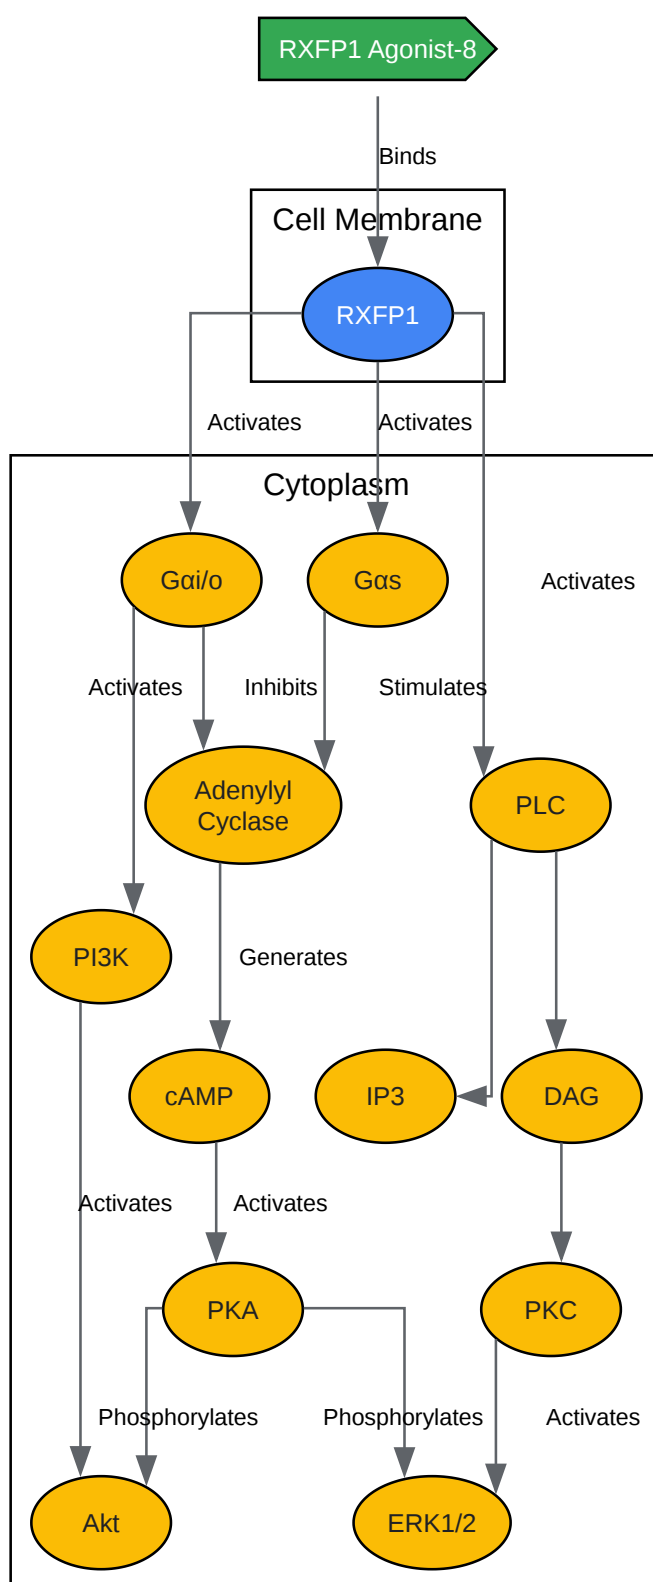 RXFP1 Agonist-8
Binds
Cell Membrane
RXFP1
Activates
Activates
Cytoplasm
Gαi/o
Gαs
Activates
Activates
Inhibits
Stimulates
Adenylyl
Cyclase
PLC
PI3K
Generates
cAMP
IP3
DAG
Activates
Activates
PKA
PKC
Phosphorylates
Phosphorylates
Activates
Akt
ERK1/2